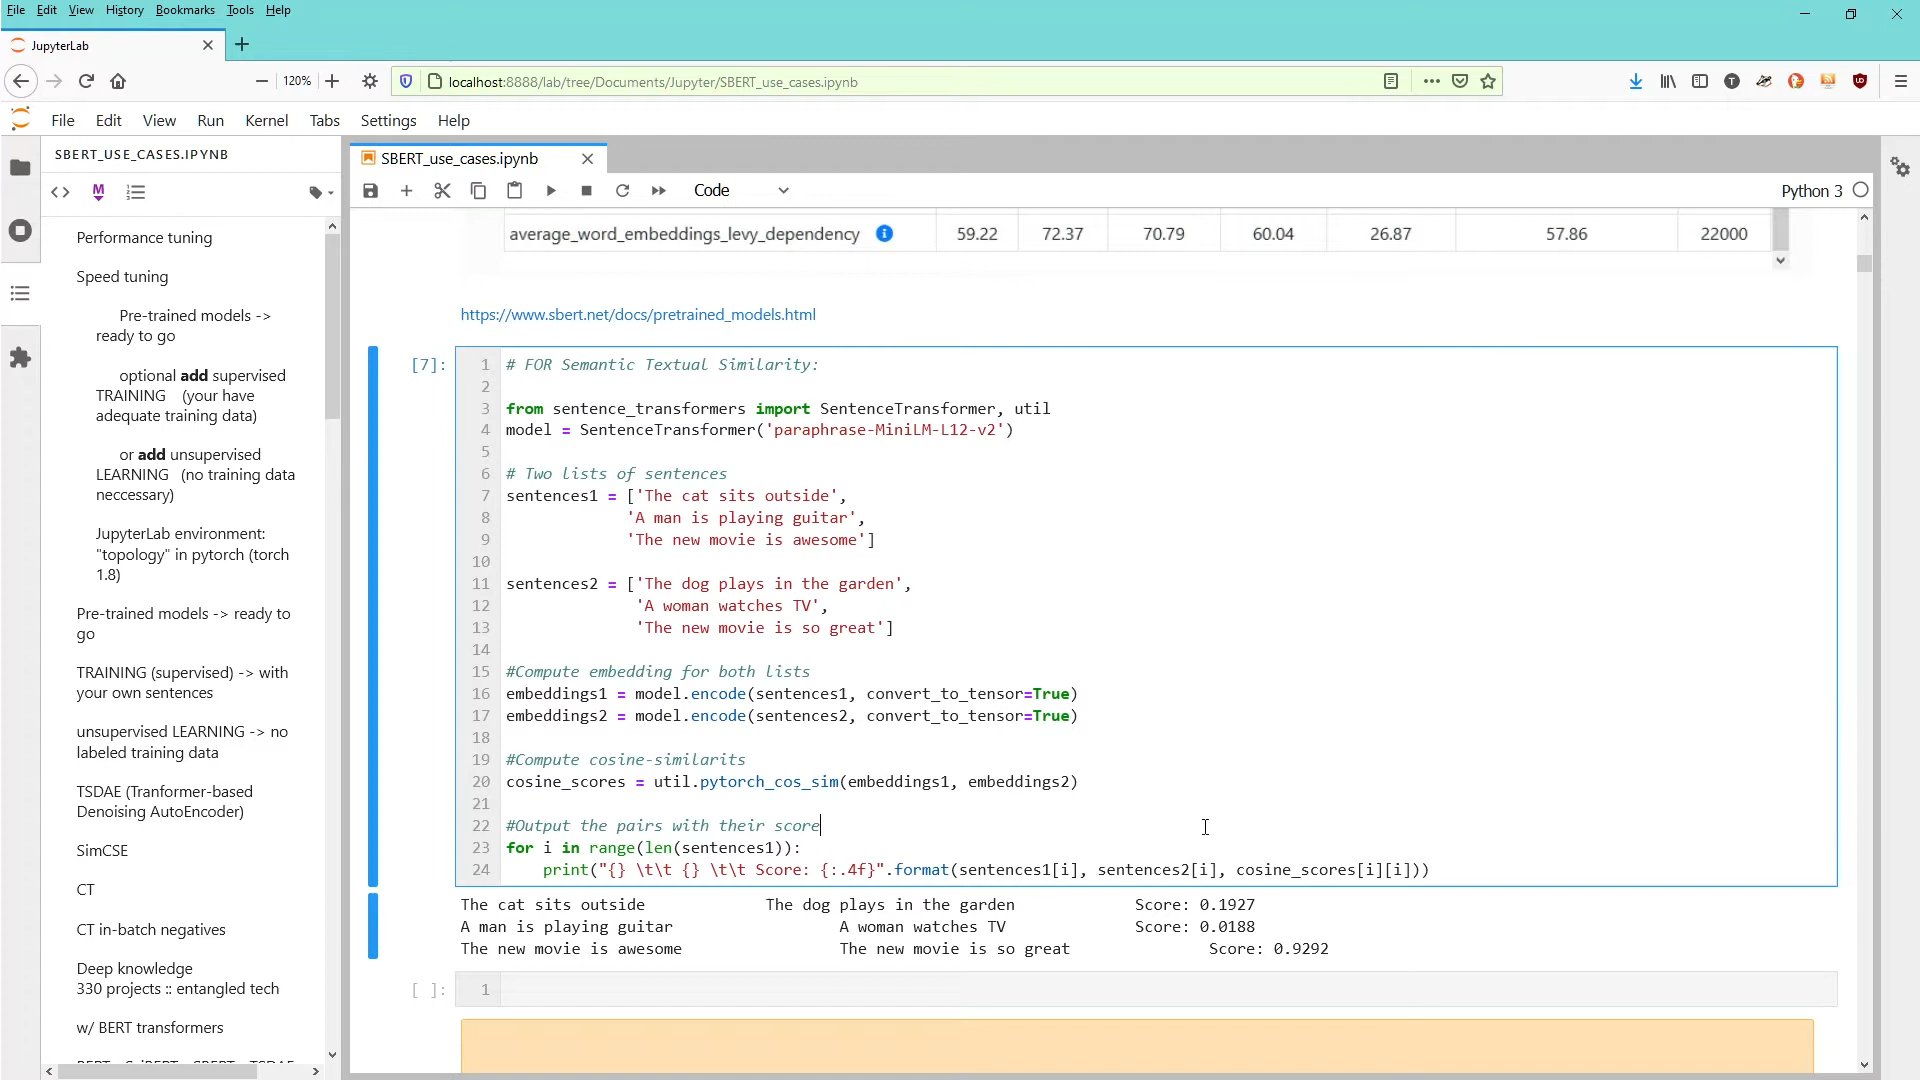 File Edit View History Bookmarks Tools Help
JupyterLab
120%
localhost:8888/lab/tree/Documents/Jupyter/SBERT_use_cases.ipynb
File Edit View Run Kernel Tabs Settings Help
SBERT_USE_CASES.IPYNB
M
Performance tuning
Speed tuning
Pre-trained models ->
ready to go
optional add supervised
TRAINING (your have
adequate training data)
or add unsupervised
LEARNING (no training data
neccessary)
JupyterLab environment:
"topology" in pytorch (torch
1.8)
Pre-trained models -> ready to
go
TRAINING (supervised) -> with
your own sentences
unsupervised LEARNING -> no
labeled training data
TSDAE (Tranformer-based
Denoising AutoEncoder)
SimCSE
CT
CT in-batch negatives
Deep knowledge
330 projects :: entangled tech
w/ BERT transformers
SBERT_use_cases.ipynb
Code
Python 3
average_word_embeddings_levy_dependency 59.22 72.37 70.79 60.04 26.87 57.86 22000
https://www.sbert.net/docs/pretrained_models.html
[7]:
1 # FOR Semantic Textual Similarity:
2
3 from sentence_transformers import SentenceTransformer, util
4 model = SentenceTransformer('paraphrase-MiniLM-L12-v2')
5
6 # Two lists of sentences
7 sentences1 = ['The cat sits outside',
8 'A man is playing guitar',
9 'The new movie is awesome']
10
11 sentences2 = ['The dog plays in the garden',
12 'A woman watches TV',
13 'The new movie is so great']
14
15 #Compute embedding for both lists
16 embeddings1 = model.encode(sentences1, convert_to_tensor=True)
17 embeddings2 = model.encode(sentences2, convert_to_tensor=True)
18
19 #Compute cosine-similarits
20 cosine_scores = util.pytorch_cos_sim(embeddings1, embeddings2)
21
22 #Output the pairs with their score
23 for i in range(len(sentences1)):
24 print("{} \t\t {} \t\t Score: {:.4f}".format(sentences1[i], sentences2[i], cosine_scores[i][i]))
The cat sits outside The dog plays in the garden Score: 0.1927
A man is playing guitar A woman watches TV Score: 0.0188
The new movie is awesome The new movie is so great Score: 0.9292
[ ]: 1